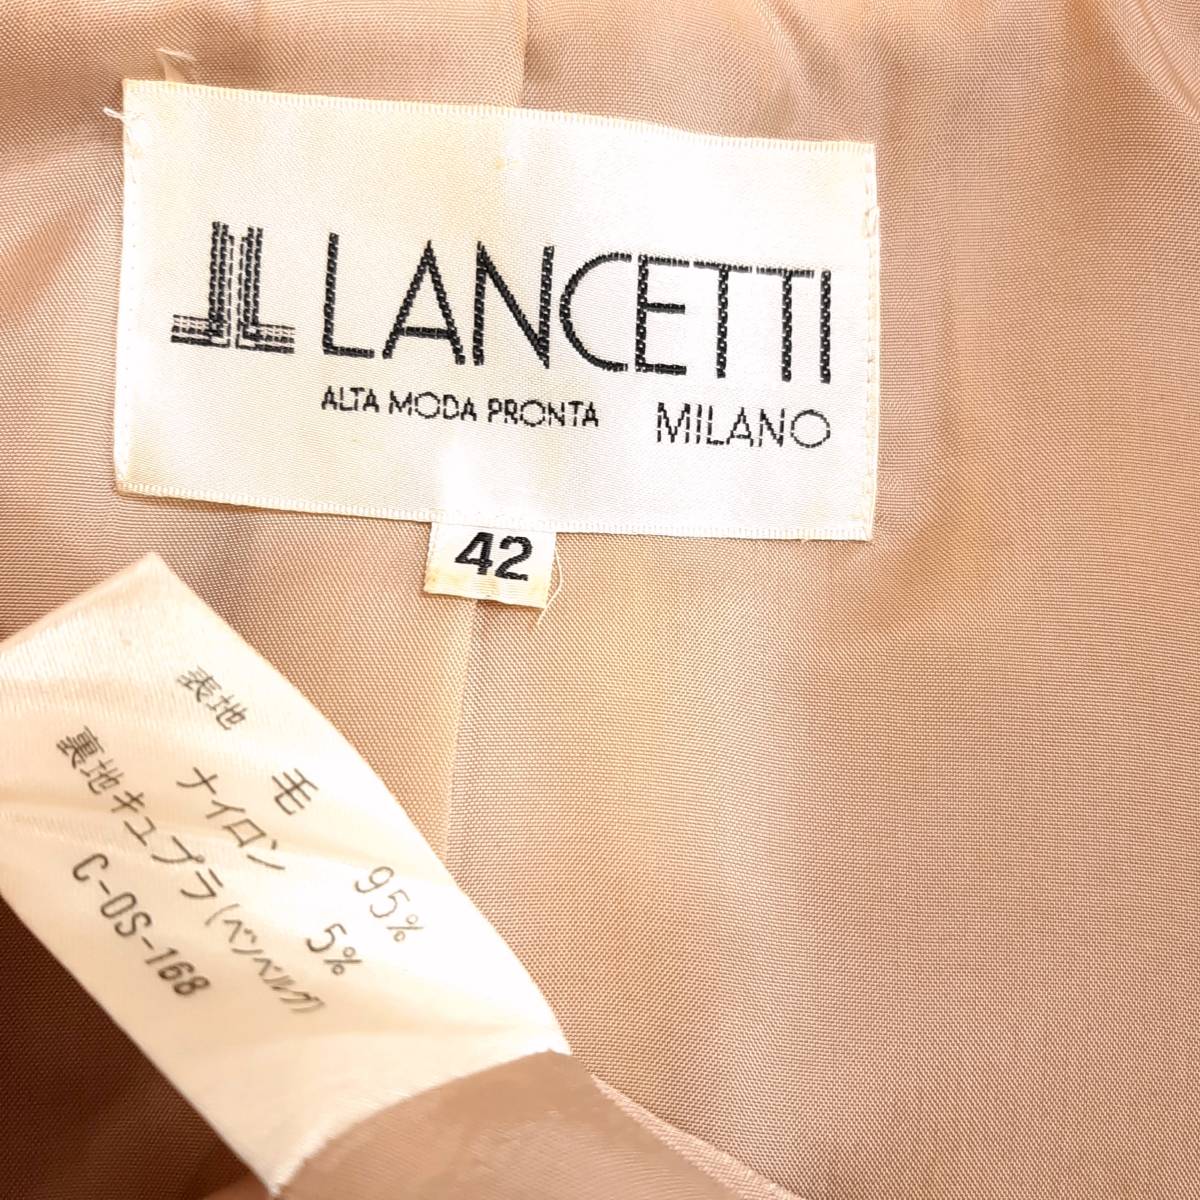 LANCETTI
ALTA MODA PRONTA MILANO
42
表地 毛 95%
ナイロン 5%
裏地キュプラ(ベンベルグ)
C-OS-168